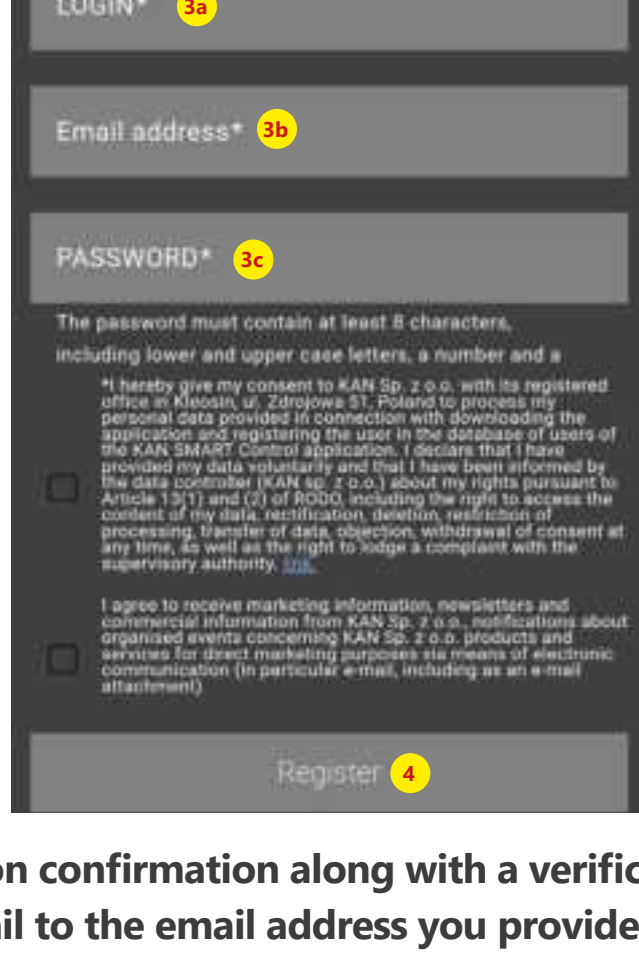 LOGIN* 3a
Email address* 3b
PASSWORD* 3c
The password must contain at least 8 characters,
including lower and upper case letters, a number and a
*I hereby give my consent to KAN Sp. z o.o. with its registered
office in Kleosin, ul. Zdrojowa 51, Poland to process my
personal data provided in connection with downloading the
application and registering the user in the database of users of
the KAN SMART Control application. I declare that I have
provided my data voluntarily and that I have been informed by
the data controller (KAN sp. z o.o.) about my rights pursuant to
Article 13(1) and (2) of RODO, including the right to access the
content of my data, rectification, deletion, restriction of
processing, transfer of data, objection, withdrawal of consent at
any time, as well as the right to lodge a complaint with the
supervisory authority. link.
I agree to receive marketing information, newsletters and
commercial information from KAN Sp. z o.o., notifications about
organised events concerning KAN Sp. z o.o. products and
services for direct marketing purposes via means of electronic
communication (in particular e-mail, including as an e-mail
attachment)
Register 4
on confirmation along with a verific
il to the email address you provide